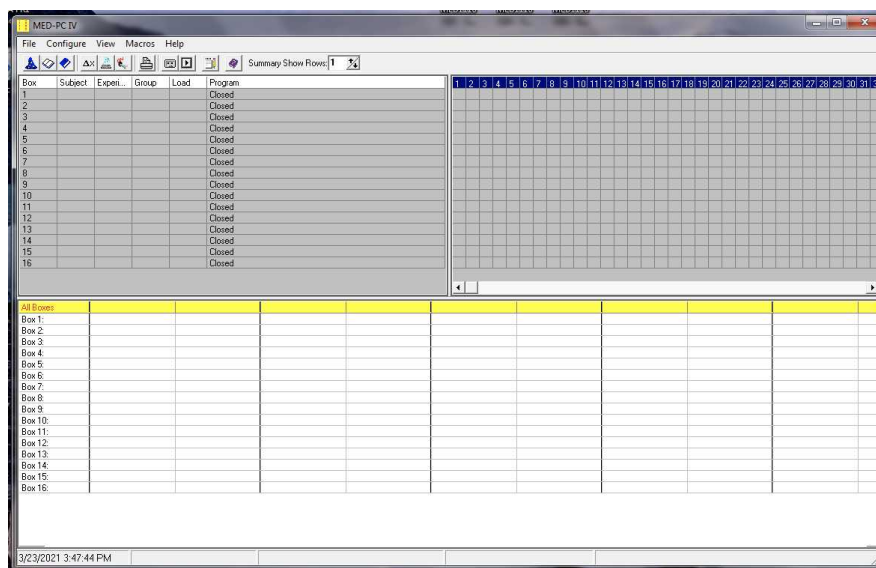 MED-PC IV
File Configure View Macros Help
Summary Show Rows: 1
Box Subject Experi... Group Load Program
1 Closed
2 Closed
3 Closed
4 Closed
5 Closed
6 Closed
7 Closed
8 Closed
9 Closed
10 Closed
11 Closed
12 Closed
13 Closed
14 Closed
15 Closed
16 Closed
1 2 3 4 5 6 7 8 9 10 11 12 13 14 15 16 17 18 19 20 21 22 23 24 25 26 27 28 29 30 31
All Boxes
Box 1:
Box 2:
Box 3:
Box 4:
Box 5:
Box 6:
Box 7:
Box 8:
Box 9:
Box 10:
Box 11:
Box 12:
Box 13:
Box 14:
Box 15:
Box 16:
3/23/2021 3:47:44 PM